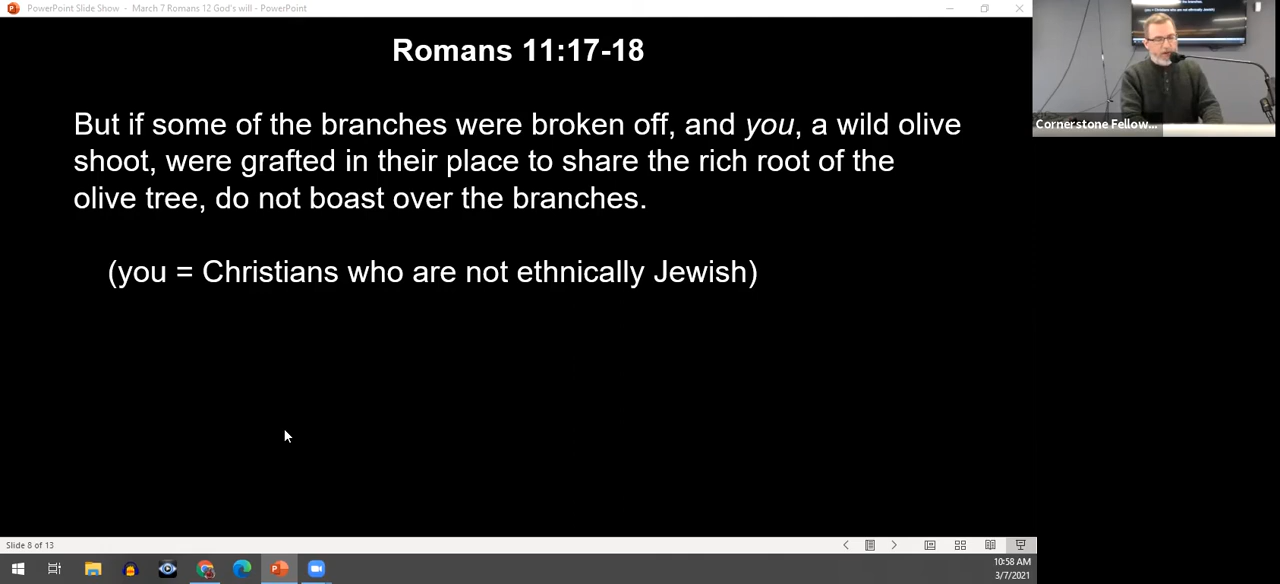 PowerPoint Slide Show - March 7 Romans 12 God's will - PowerPoint
Romans 11:17-18
But if some of the branches were broken off, and you, a wild olive
shoot, were grafted in their place to share the rich root of the
olive tree, do not boast over the branches.
(you = Christians who are not ethnically Jewish)
Cornerstone Fellow...
Slide 8 of 13
10:58 AM
3/7/2021